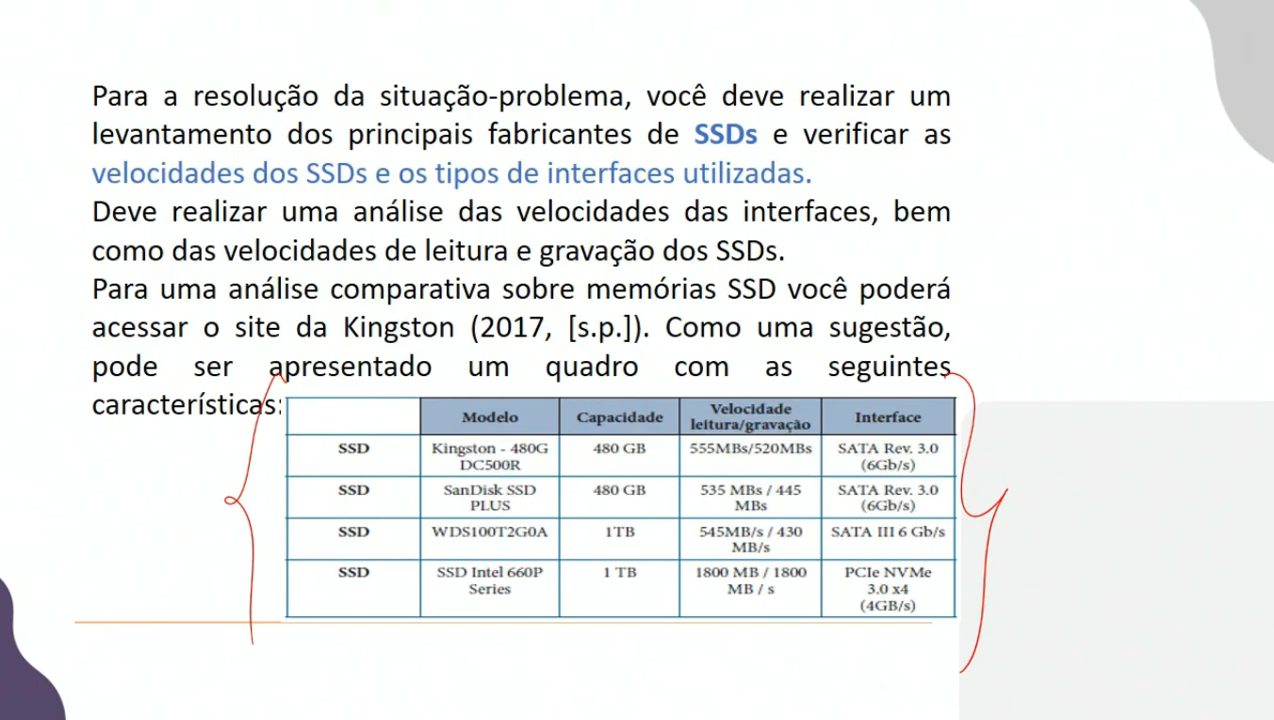 Para a resolução da situação-problema, você deve realizar um
levantamento dos principais fabricantes de SSDs e verificar as
velocidades dos SSDs e os tipos de interfaces utilizadas.
Deve realizar uma análise das velocidades das interfaces, bem
como das velocidades de leitura e gravação dos SSDs.
Para uma análise comparativa sobre memórias SSD você poderá
acessar o site da Kingston (2017, [s.p.]). Como uma sugestão,
pode ser apresentado um quadro com as seguintes
características:
Modelo Capacidade Velocidade leitura/gravação Interface
SSD Kingston - 480G DC500R 480 GB 555MBs/520MBs SATA Rev. 3.0 (6Gb/s)
SSD SanDisk SSD PLUS 480 GB 535 MBs / 445 MBs SATA Rev. 3.0 (6Gb/s)
SSD WDS100T2G0A 1TB 545MB/s / 430 MB/s SATA III 6 Gb/s
SSD SSD Intel 660P Series 1 TB 1800 MB / 1800 MB / s PCIe NVMe 3.0 x4 (4GB/s)